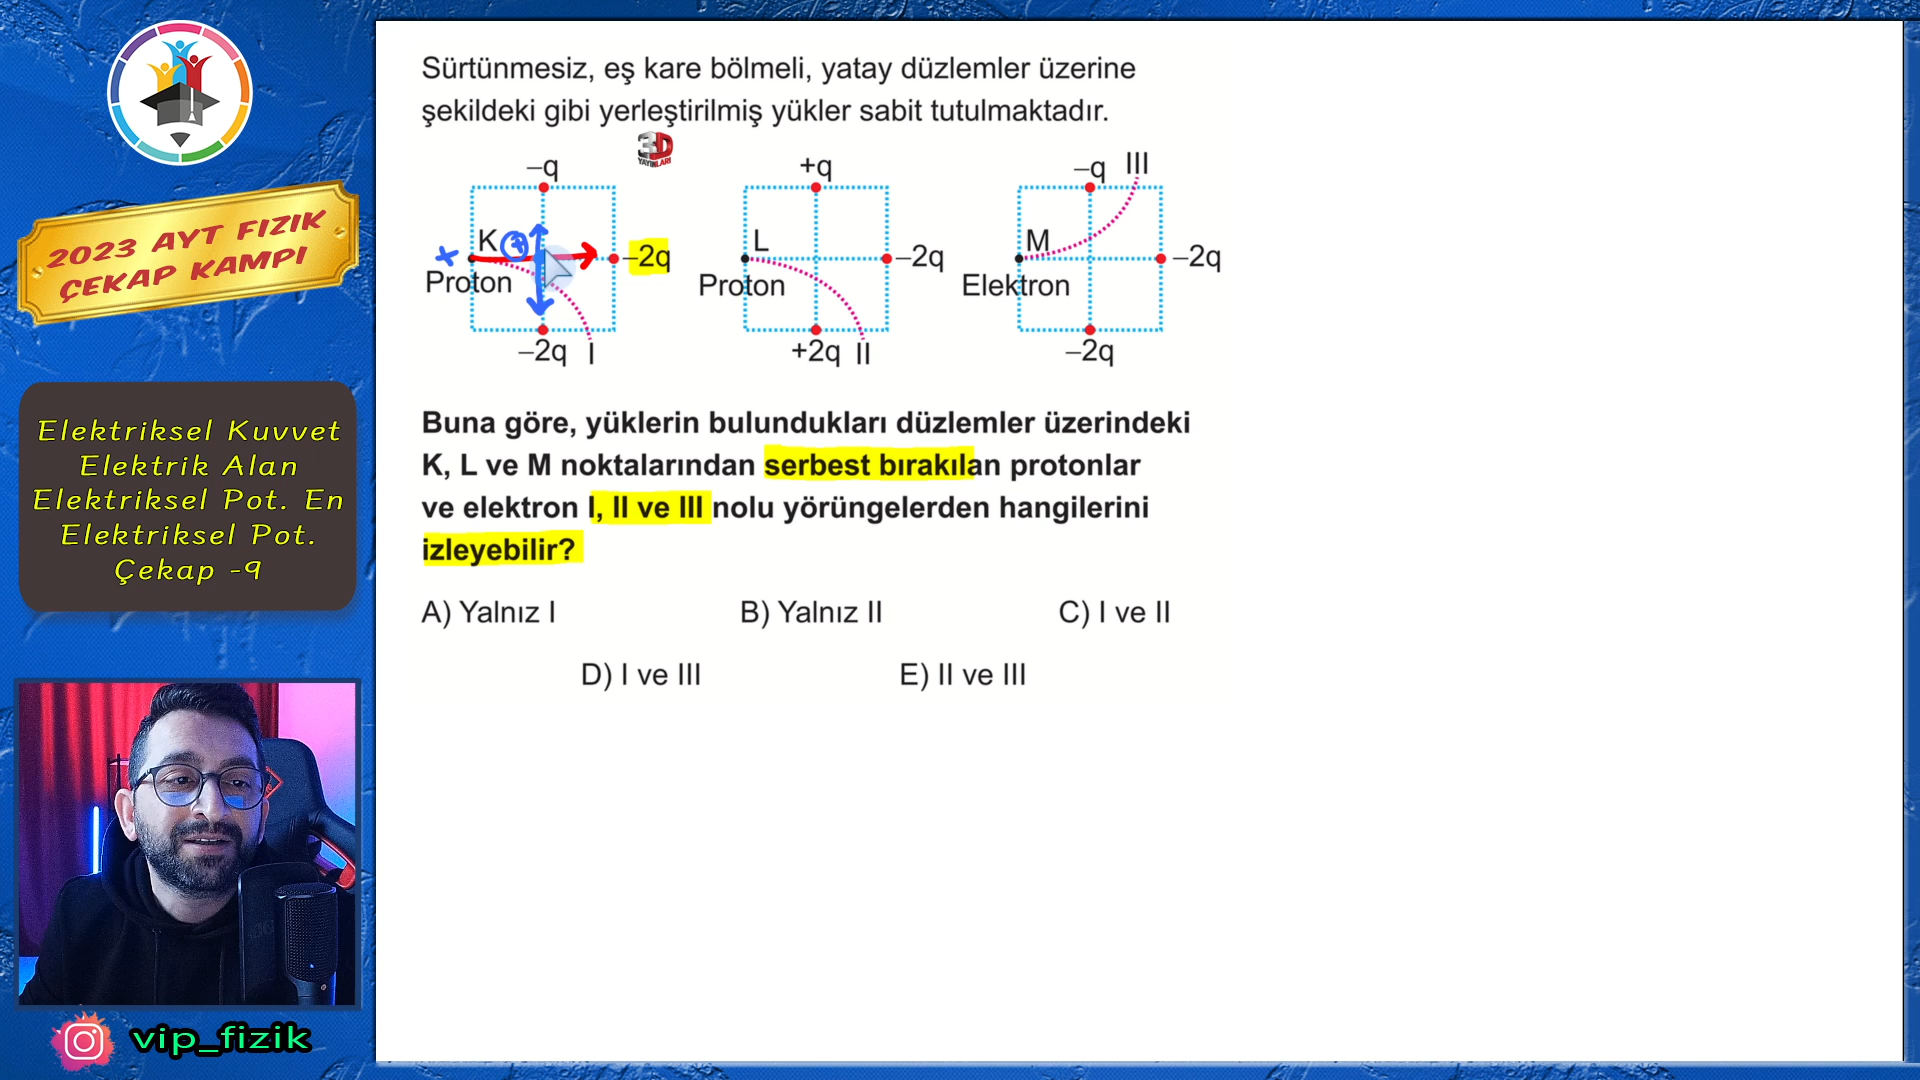 2023 AYT FIZIK
ÇEKAP KAMPI
Elektriksel Kuvvet
Elektrik Alan
Elektriksel Pot. En
Elektriksel Pot.
Çekap -9
vip_fizik
Sürtünmesiz, eş kare bölmeli, yatay düzlemler üzerine
şekildeki gibi yerleştirilmiş yükler sabit tutulmaktadır.
3D
YAYINLARI
–q
K
+
+
–2q
Proton
–2q
I
+q
L
–2q
Proton
+2q
II
–q
III
M
–2q
Elektron
–2q
Buna göre, yüklerin bulundukları düzlemler üzerindeki
K, L ve M noktalarından serbest bırakılan protonlar
ve elektron I, II ve III nolu yörüngelerden hangilerini
izleyebilir?
A) Yalnız I
B) Yalnız II
C) I ve II
D) I ve III
E) II ve III